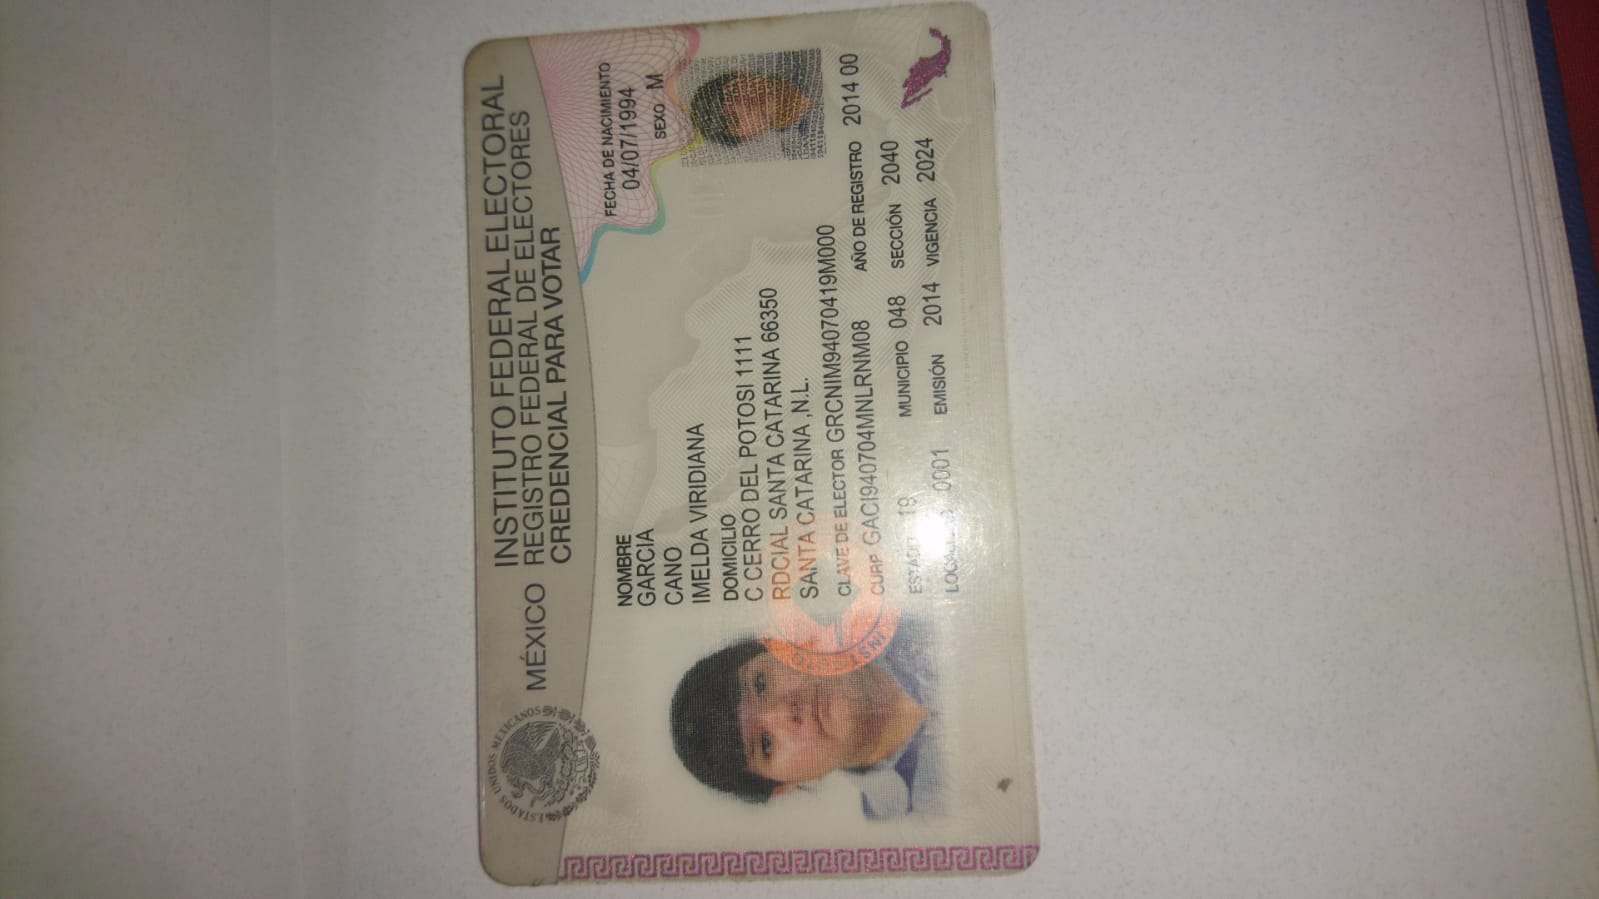 ESTADOS UNIDOS MEXICANOS
MÉXICO INSTITUTO FEDERAL ELECTORAL
REGISTRO FEDERAL DE ELECTORES
CREDENCIAL PARA VOTAR
NOMBRE
GARCIA
CANO
IMELDA VIRIDIANA
FECHA DE NACIMIENTO
04/07/1994
SEXO M
DOMICILIO
C CERRO DEL POTOSI 1111
RDCIAL SANTA CATARINA 66350
SANTA CATARINA ,N.L.
CLAVE DE ELECTOR GRCNIM94070419M000
CURP GACI940704MNLRNM08 AÑO DE REGISTRO 2014 00
ESTADO 19 MUNICIPIO 048 SECCIÓN 2040
0001 EMISIÓN 2014 VIGENCIA 2024